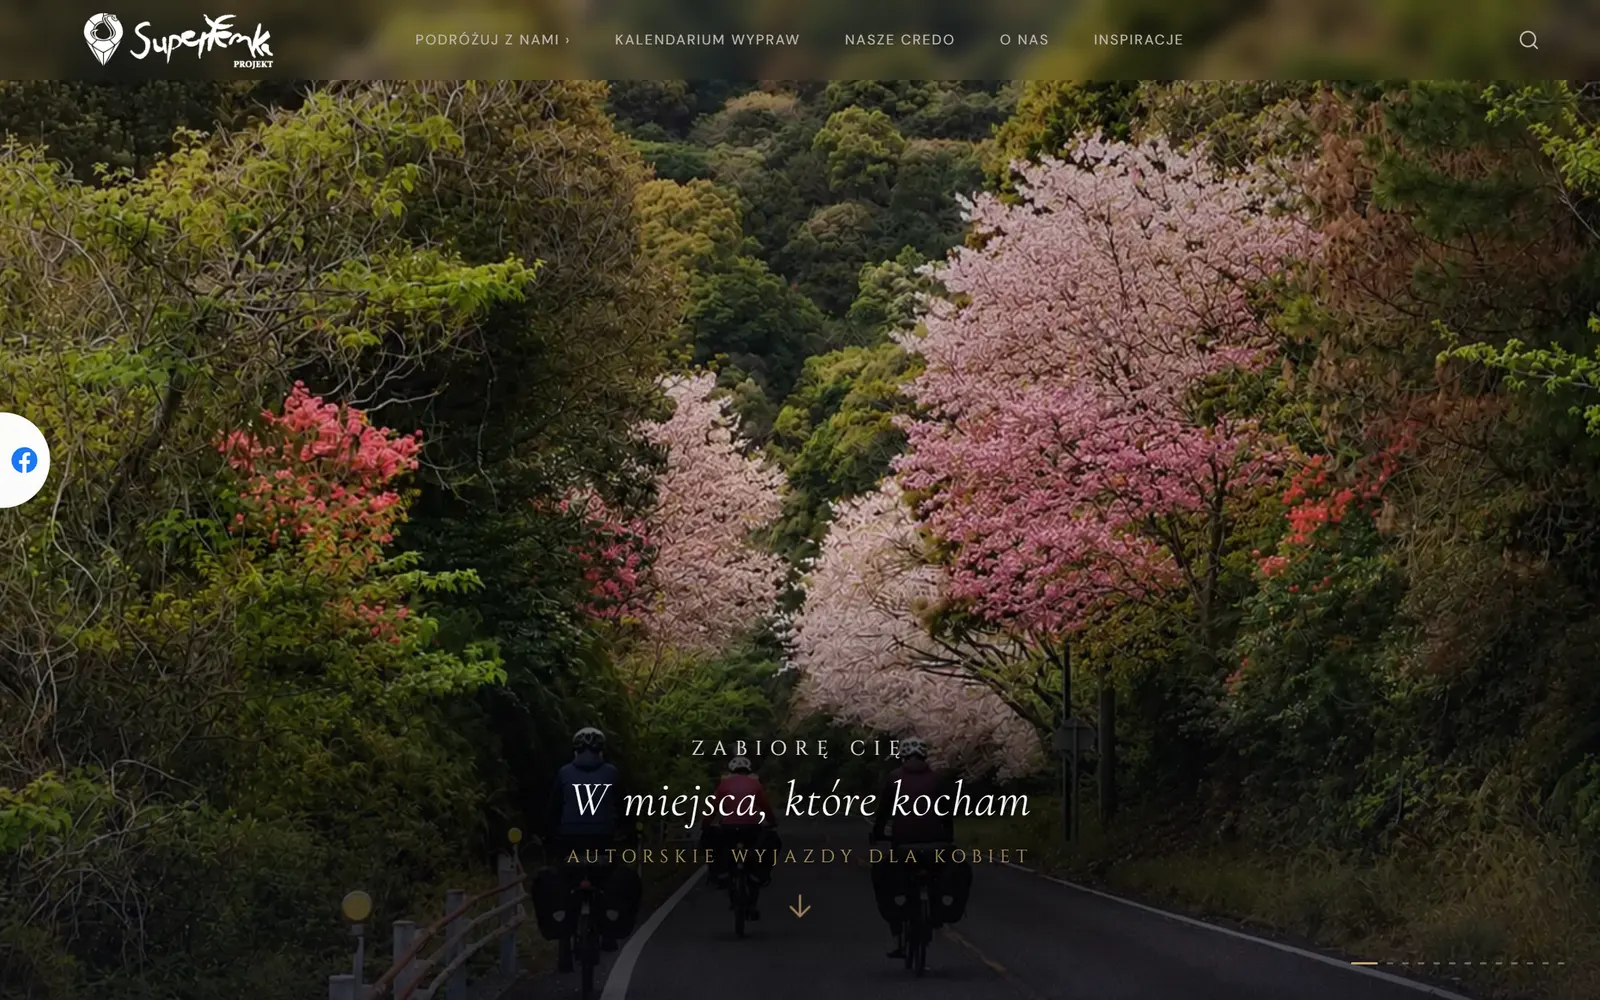 SuperFemka
PROJEKT
PODRÓŻUJ Z NAMI ›
KALENDARIUM WYPRAW
NASZE CREDO
O NAS
INSPIRACJE
ZABIORĘ CIĘ
W miejsca, które kocham
AUTORSKIE WYJAZDY DLA KOBIET